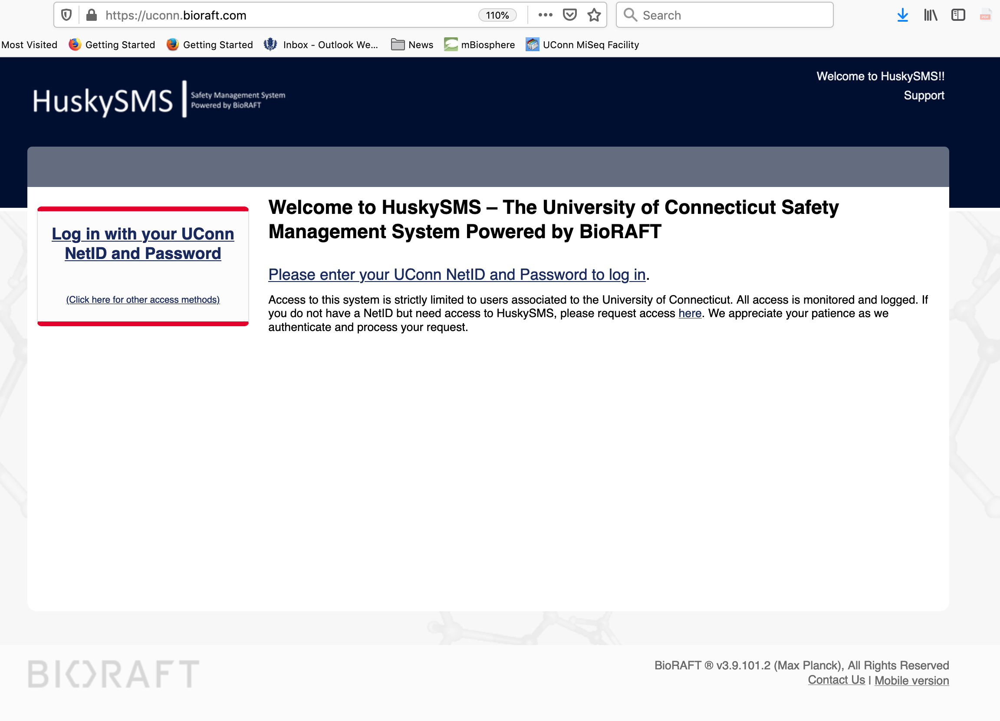 https://uconn.bioraft.com
110%
Search
PDF
Most Visited
Getting Started
Getting Started
Inbox - Outlook We...
News
mBiosphere
UConn MiSeq Facility
Welcome to HuskySMS!!
Support
HuskySMS
Safety Management System
Powered by BioRAFT
Log in with your UConn
NetID and Password
(Click here for other access methods)
Welcome to HuskySMS – The University of Connecticut Safety
Management System Powered by BioRAFT
Please enter your UConn NetID and Password to log in.
Access to this system is strictly limited to users associated to the University of Connecticut. All access is monitored and logged. If
you do not have a NetID but need access to HuskySMS, please request access here. We appreciate your patience as we
authenticate and process your request.
BIORAFT
BioRAFT ® v3.9.101.2 (Max Planck), All Rights Reserved
Contact Us | Mobile version